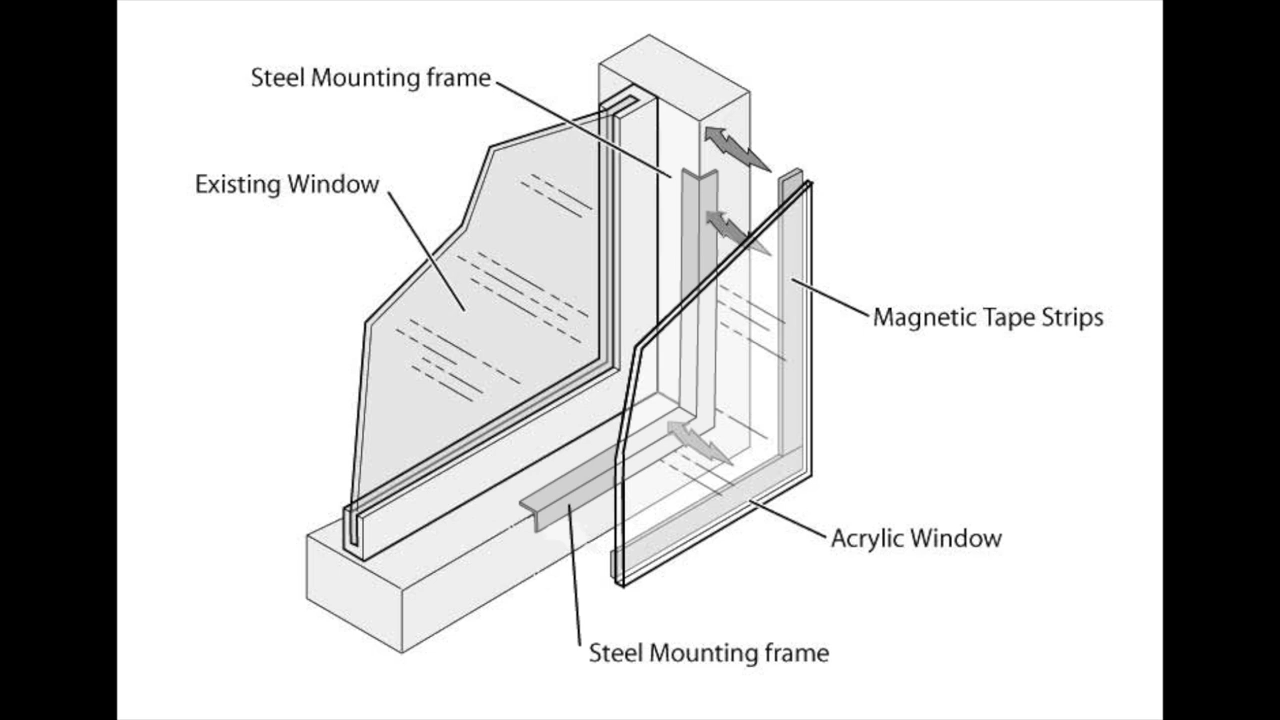 Steel Mounting frame
Existing Window
Magnetic Tape Strips
Acrylic Window
Steel Mounting frame